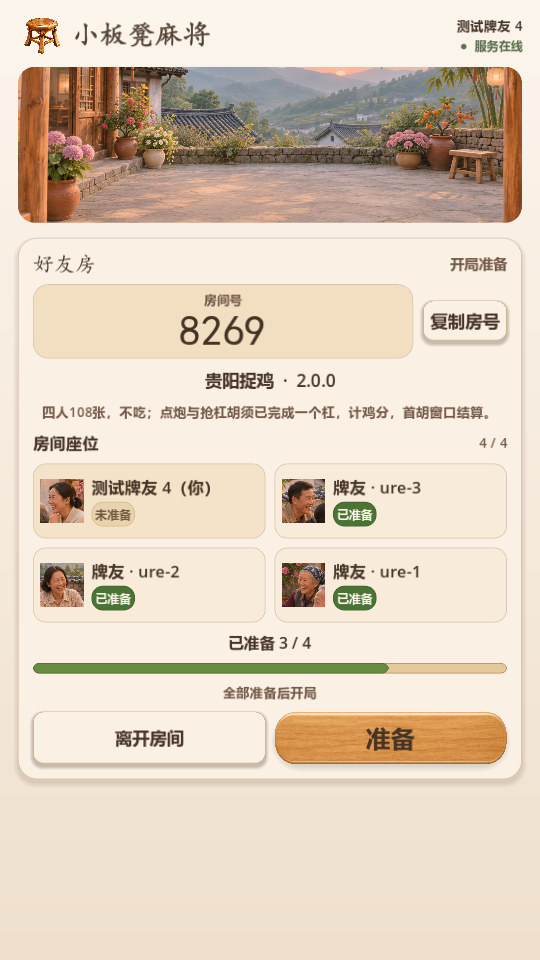 小板凳麻将
测试牌友 4
服务在线
好友房
开局准备
房间号
8269
复制房号
贵阳捉鸡 · 2.0.0
四人108张，不吃；点炮与抢杠胡须已完成一个杠，计鸡分，首胡窗口结算。
房间座位
4 / 4
测试牌友 4（你）
未准备
牌友 · ure-3
已准备
牌友 · ure-2
已准备
牌友 · ure-1
已准备
已准备 3 / 4
全部准备后开局
离开房间
准备